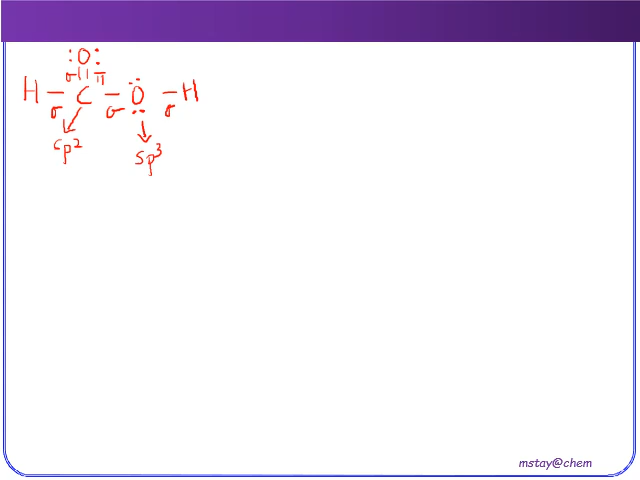 :O:
σ || π
H – C – Ö – H
σ σ σ
sp² sp³
mstay@chem